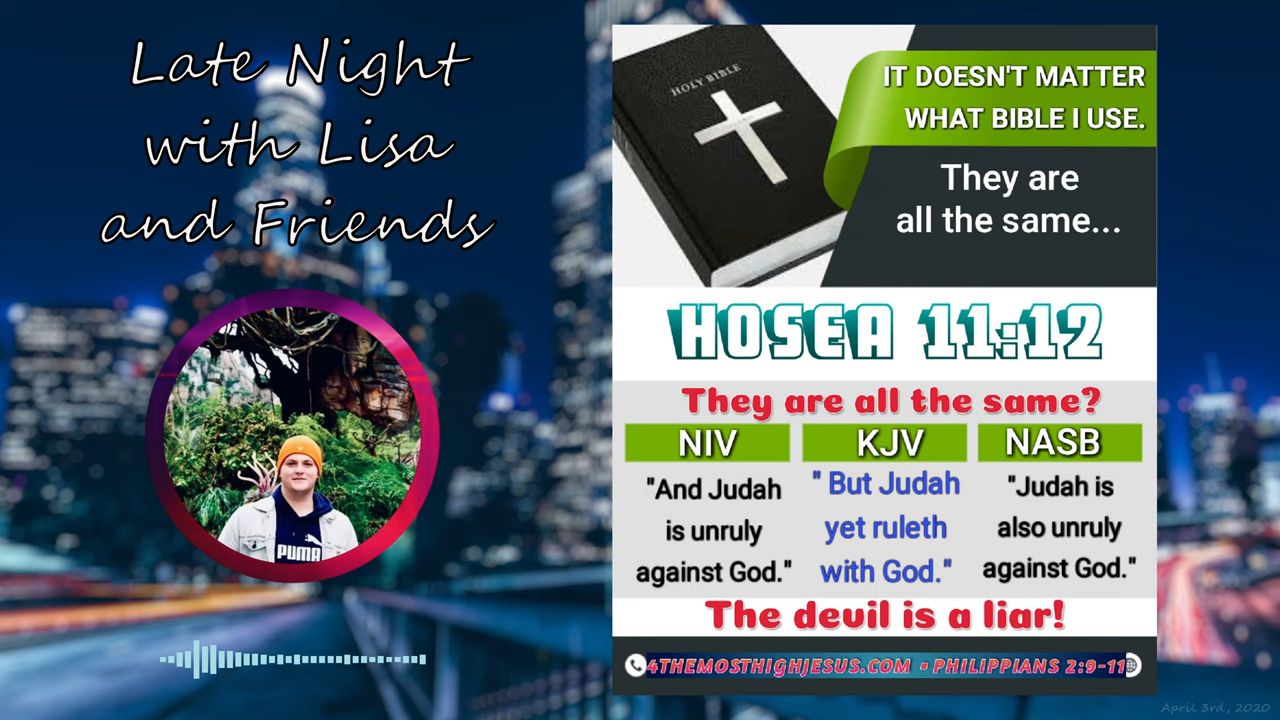 Late Night
with Lisa
and Friends
PUMA
HOLY BIBLE
IT DOESN'T MATTER
WHAT BIBLE I USE.
They are
all the same...
HOSEA 11:12
They are all the same?
NIV
"And Judah
is unruly
against God."
KJV
" But Judah
yet ruleth
with God."
NASB
"Judah is
also unruly
against God."
The devil is a liar!
4THEMOSTHIGHJESUS.COM ▪ PHILIPPIANS 2:9-11
April 3rd, 2020